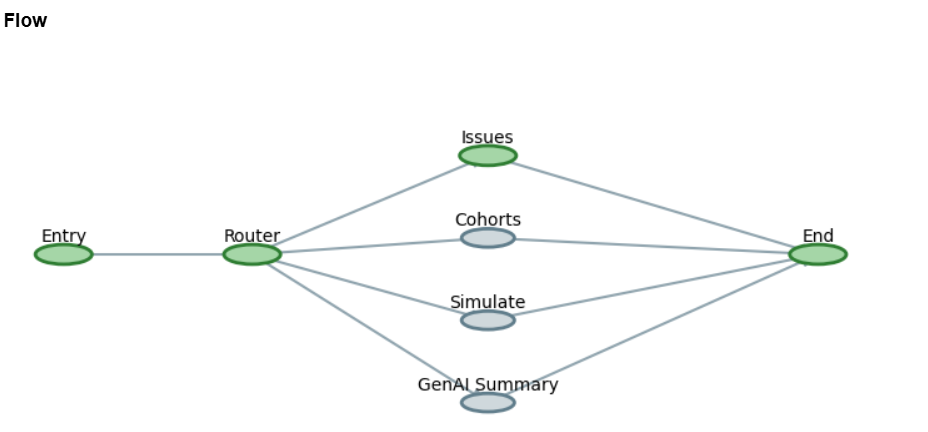 Flow
Issues
Cohorts
Entry
Router
End
Simulate
GenAI Summary